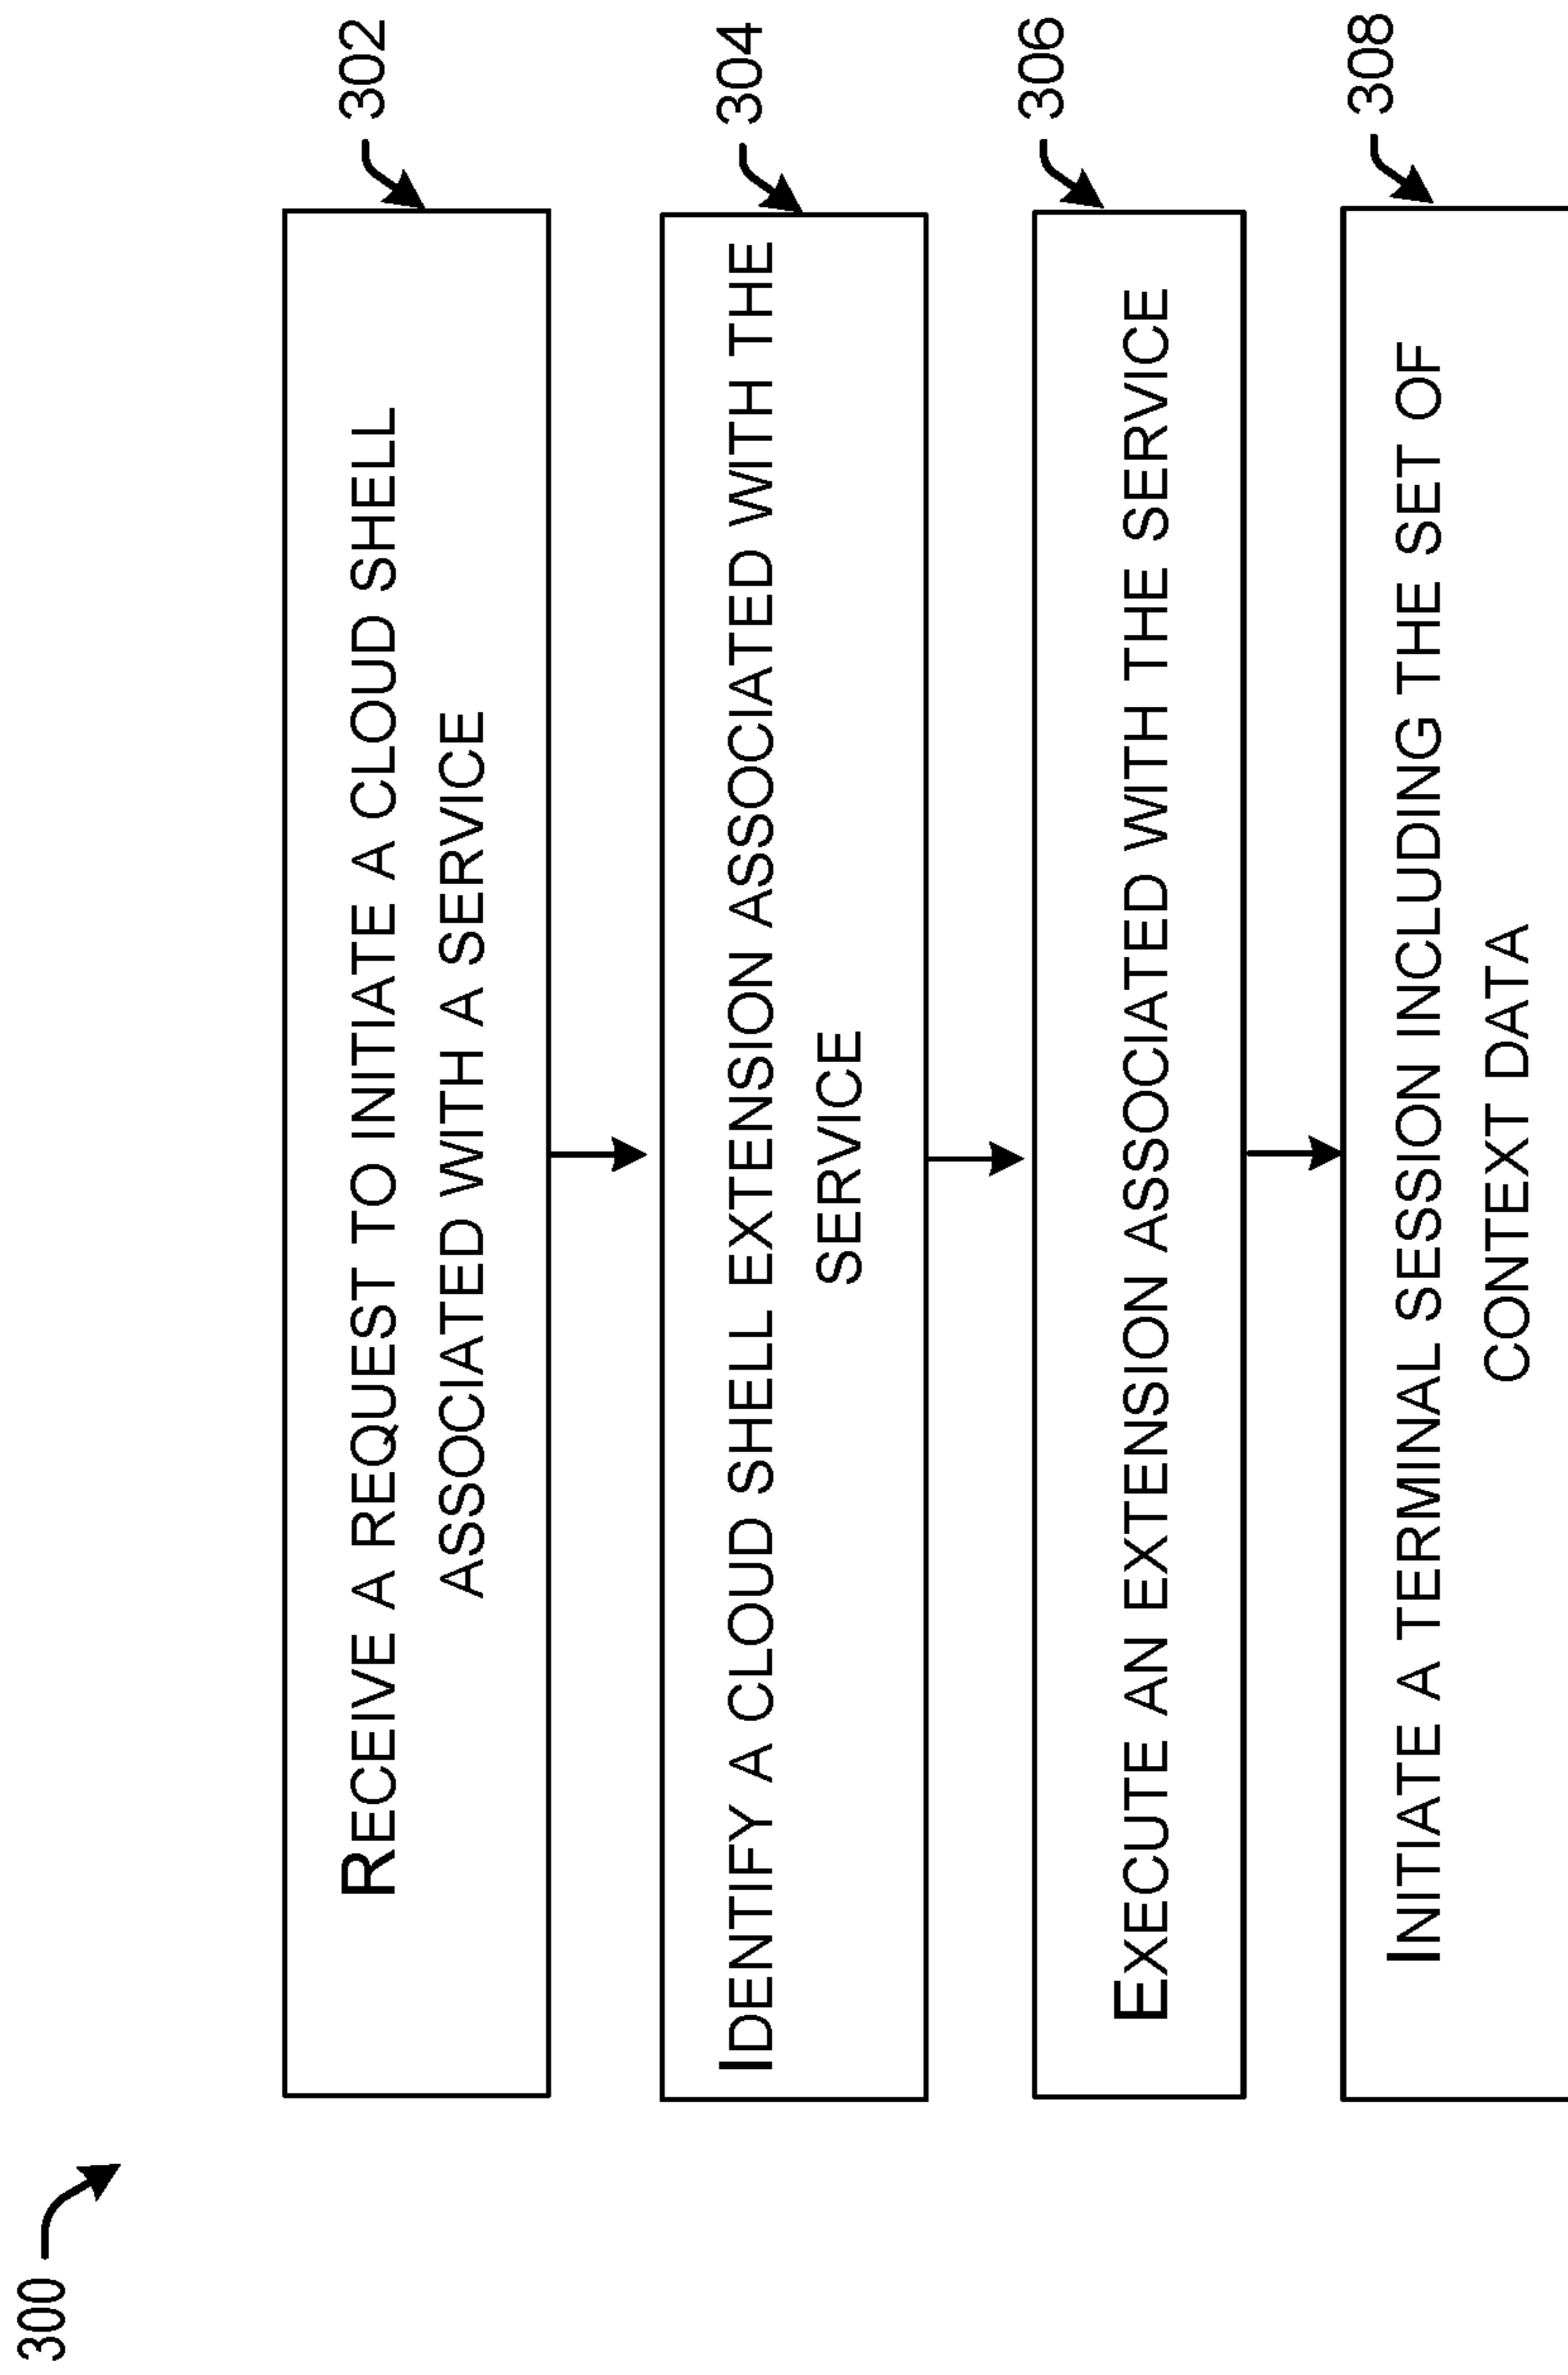 300
302
RECEIVE A REQUEST TO INITIATE A CLOUD SHELL
ASSOCIATED WITH A SERVICE
304
IDENTIFY A CLOUD SHELL EXTENSION ASSOCIATED WITH THE
SERVICE
306
EXECUTE AN EXTENSION ASSOCIATED WITH THE SERVICE
308
INITIATE A TERMINAL SESSION INCLUDING THE SET OF
CONTEXT DATA